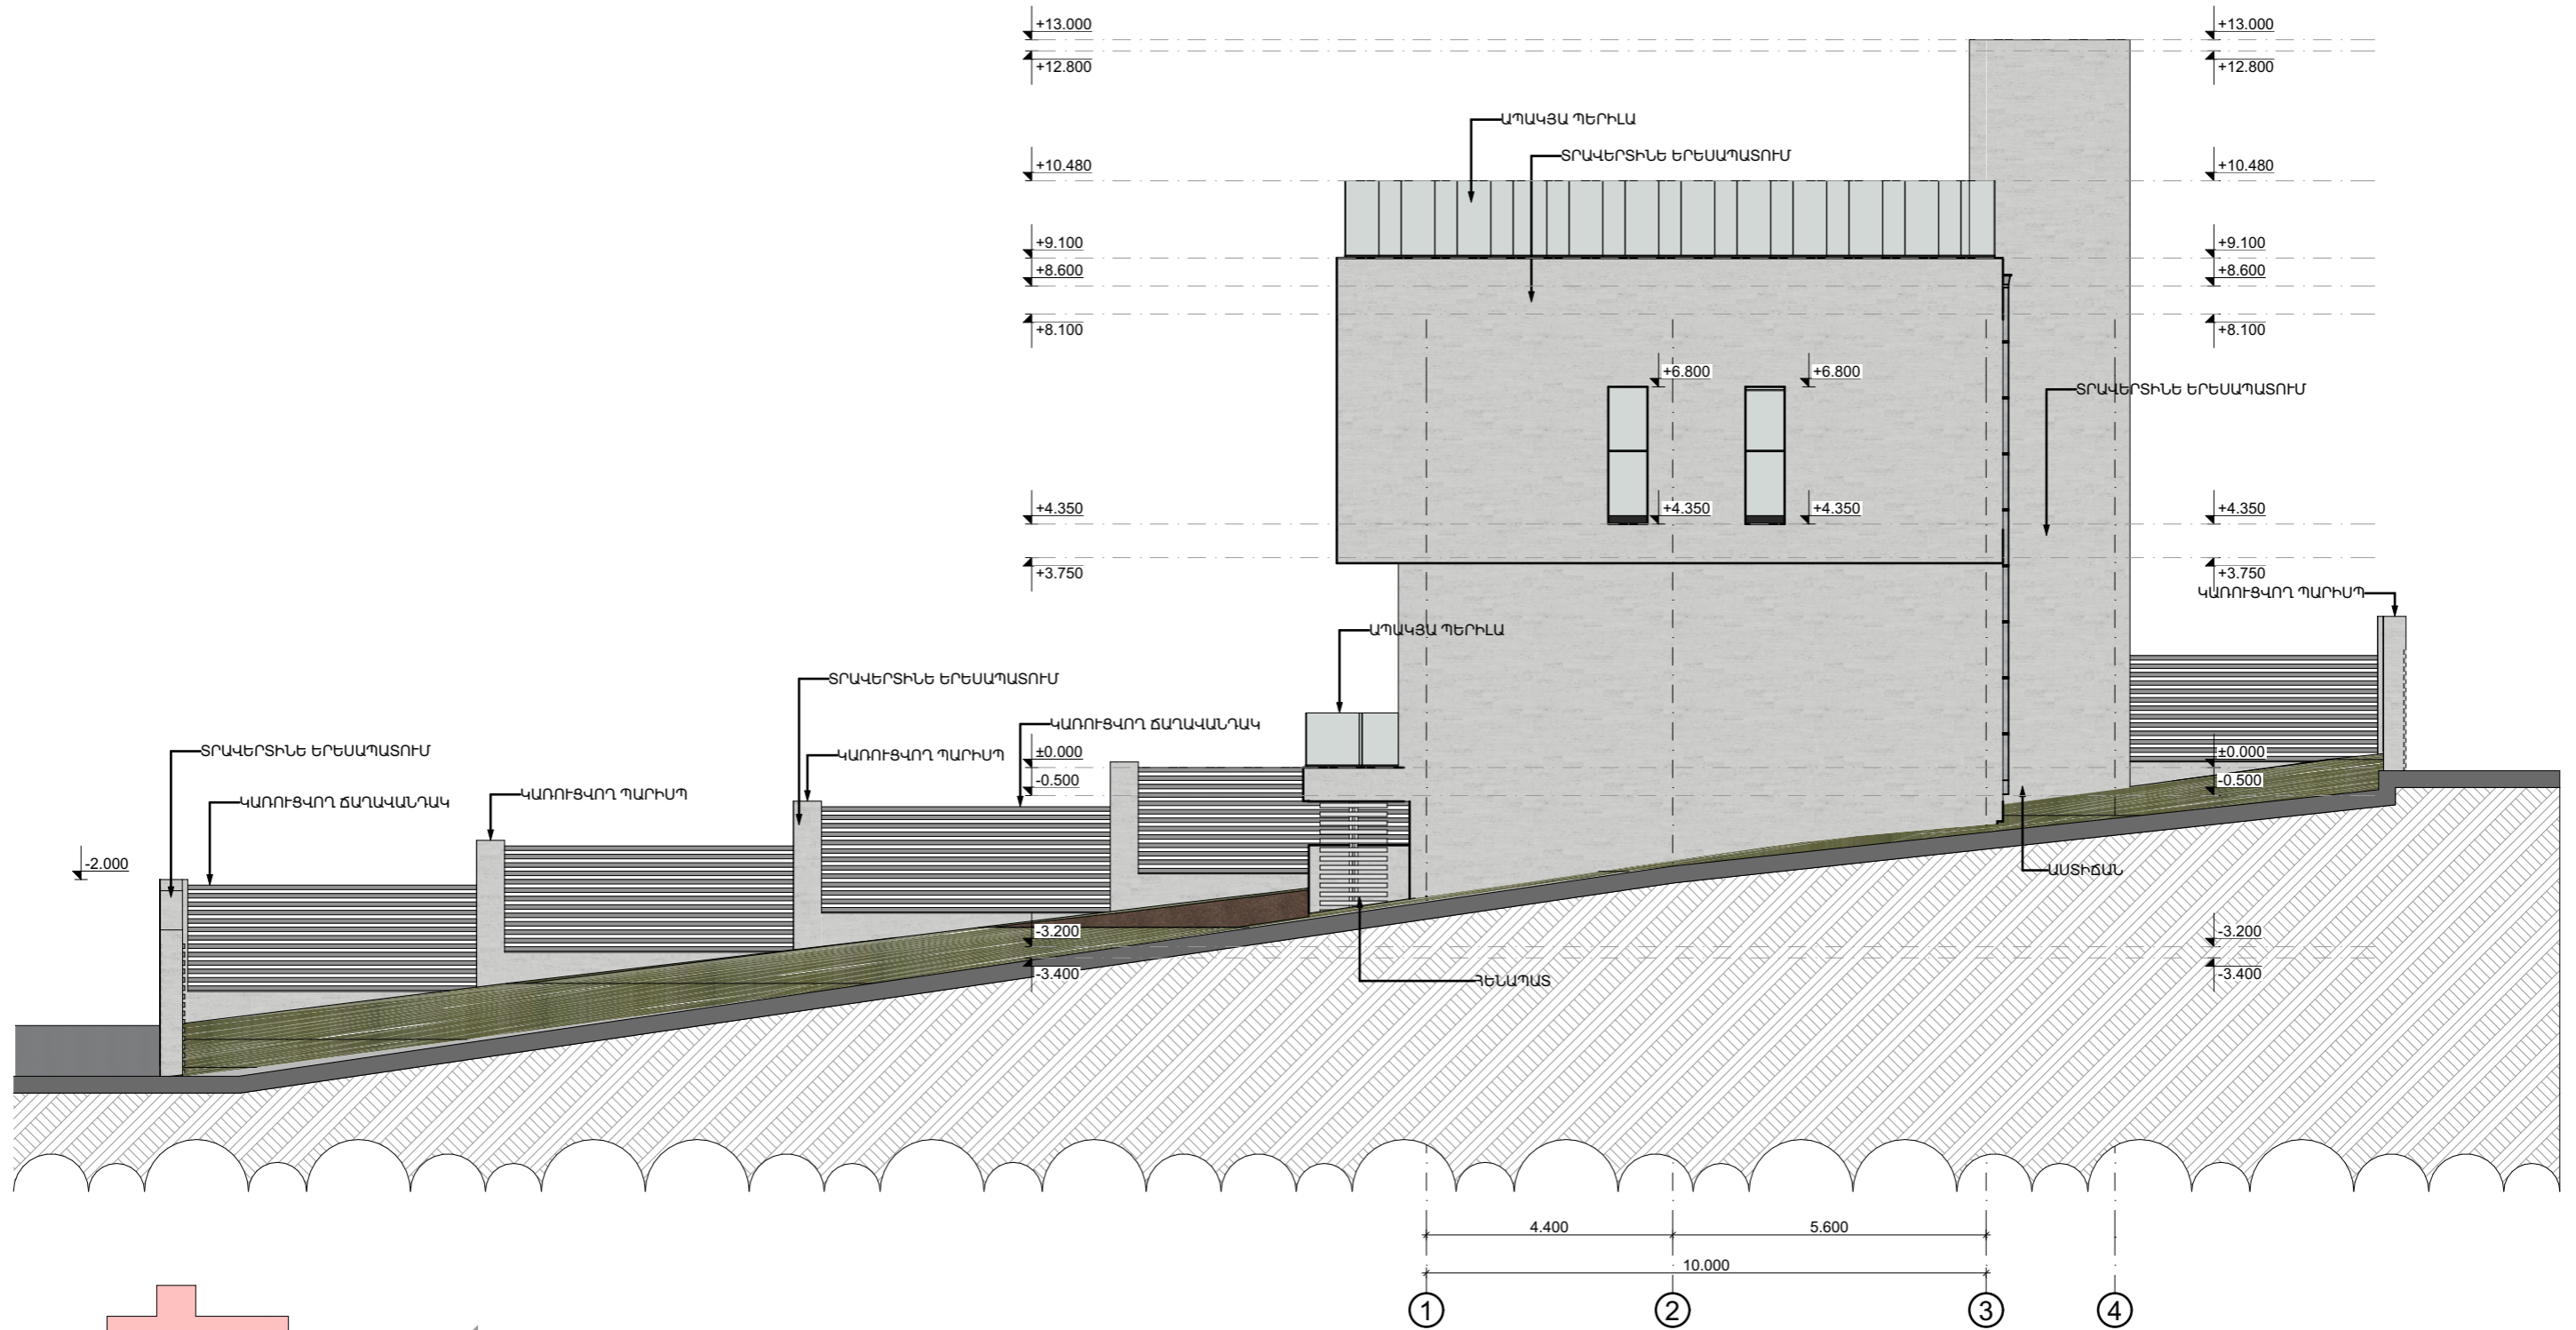 +13.000
+13.000
+12.800
+12.800
ԱՊԱԿՅԱ ՊԵՐԻԼԱ
ՏՐԱՎԵՐՏԻՆԵ ԵՐԵՍԱՊԱՏՈՒՄ
+10.480
+10.480
+9.100
+9.100
+8.600
+8.600
+8.100
+8.100
+6.800
+6.800
ՏՐԱՎԵՐՏԻՆԵ ԵՐԵՍԱՊԱՏՈՒՄ
+4.350
+4.350
+4.350
+4.350
+3.750
+3.750
ԿԱՌՈՒՑՎՈՂ ՊԱՐԻՍՊ
ԱՊԱԿՅԱ ՊԵՐԻԼԱ
ՏՐԱՎԵՐՏԻՆԵ ԵՐԵՍԱՊԱՏՈՒՄ
ԿԱՌՈՒՑՎՈՂ ՃԱՂԱՎԱՆԴԱԿ
ՏՐԱՎԵՐՏԻՆԵ ԵՐԵՍԱՊԱՏՈՒՄ
ԿԱՌՈՒՑՎՈՂ ՊԱՐԻՍՊ
±0.000
±0.000
-0.500
-0.500
ԿԱՌՈՒՑՎՈՂ ՃԱՂԱՎԱՆԴԱԿ
ԿԱՌՈՒՑՎՈՂ ՊԱՐԻՍՊ
-2.000
ԱՍՏԻՃԱՆ
-3.200
-3.200
-3.400
-3.400
ՀԵՆԱՊԱՏ
4.400
5.600
10.000
1
2
3
4